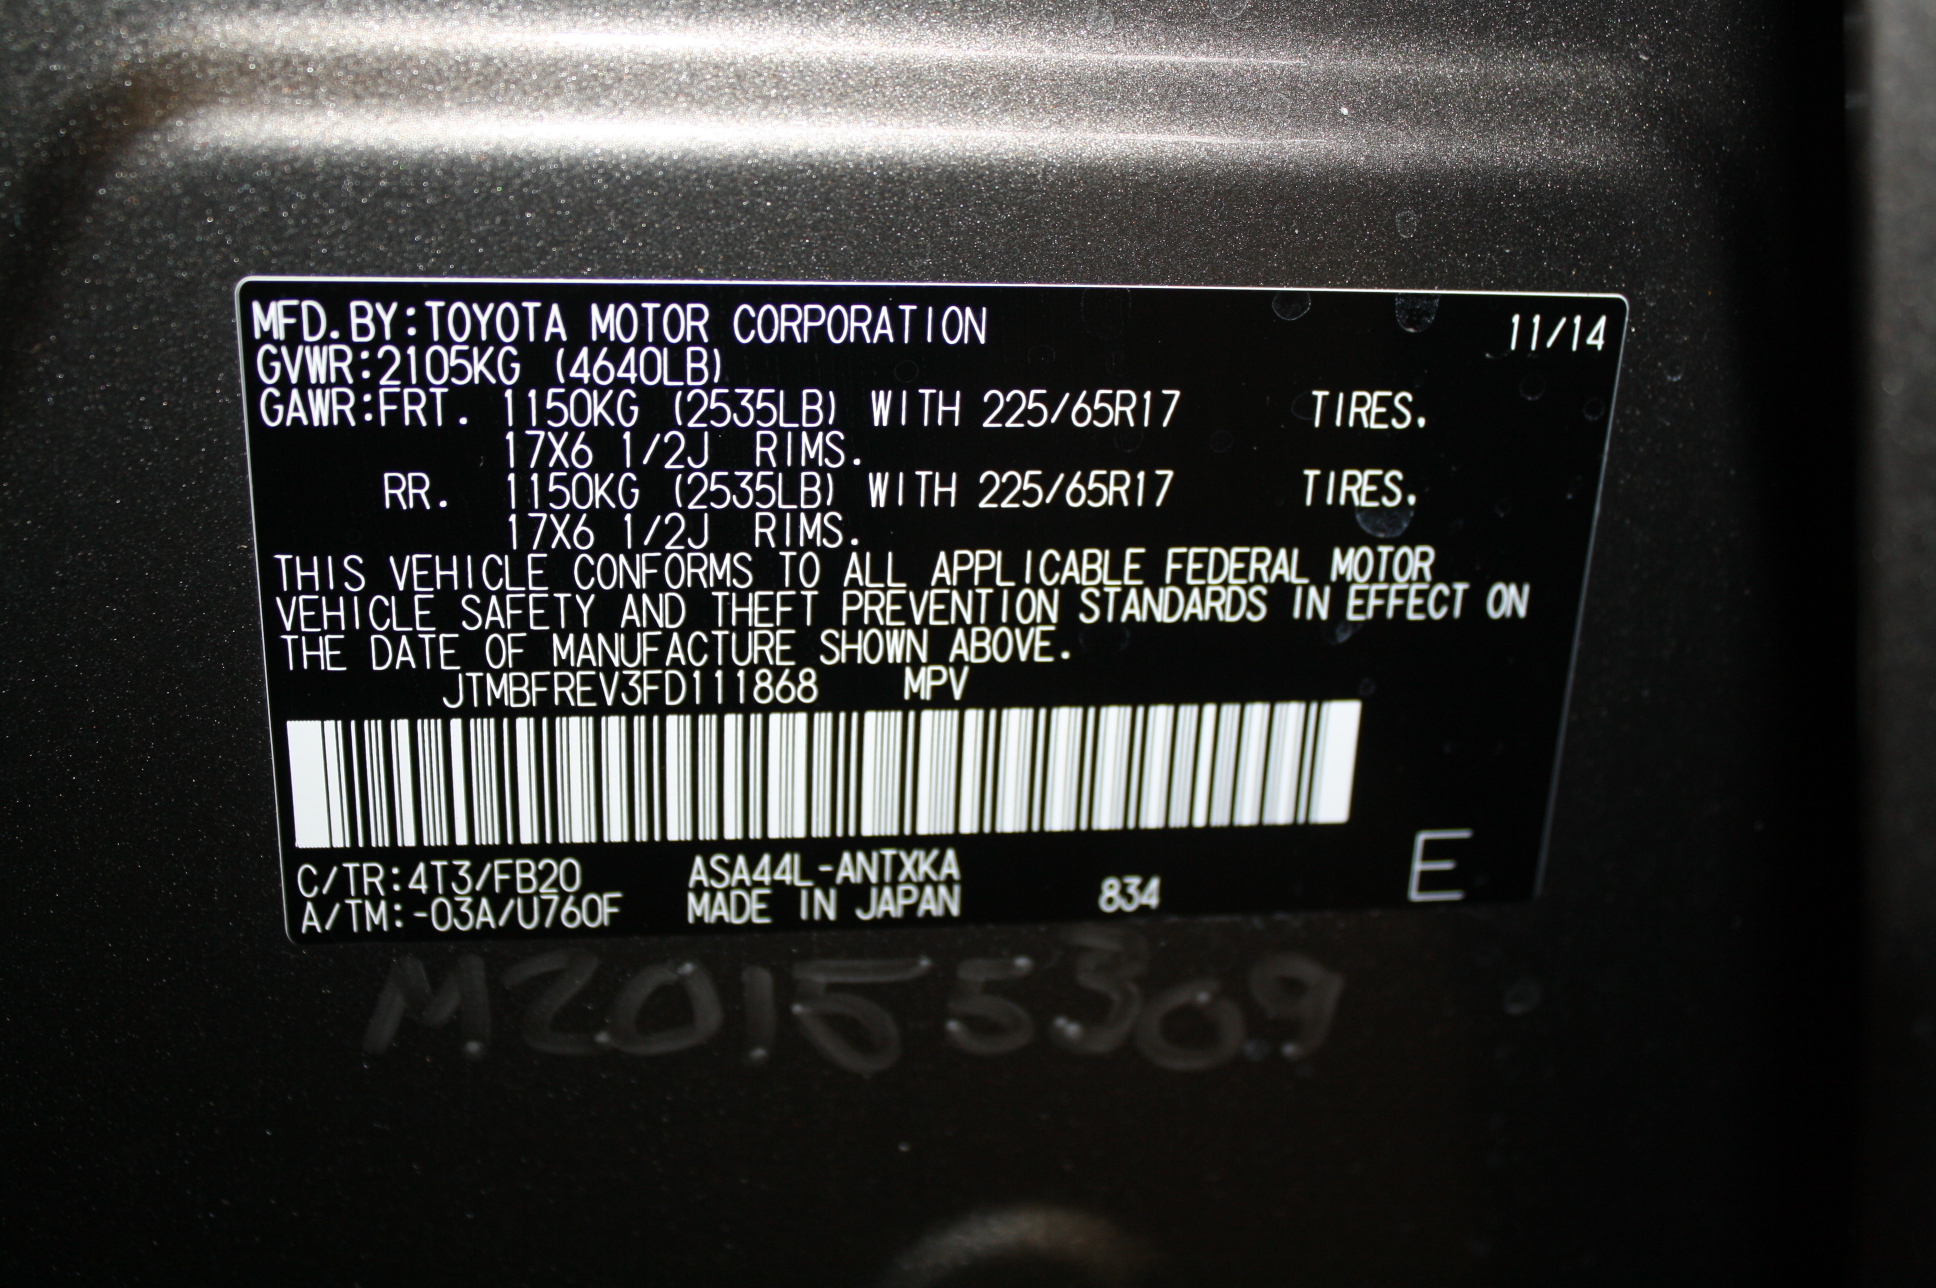 MFD.BY:TOYOTA MOTOR CORPORATION 11/14
GVWR:2105KG (4640LB)
GAWR:FRT. 1150KG (2535LB) WITH 225/65R17 TIRES.
17X6 1/2J RIMS.
RR. 1150KG (2535LB) WITH 225/65R17 TIRES.
17X6 1/2J RIMS.
THIS VEHICLE CONFORMS TO ALL APPLICABLE FEDERAL MOTOR
VEHICLE SAFETY AND THEFT PREVENTION STANDARDS IN EFFECT ON
THE DATE OF MANUFACTURE SHOWN ABOVE.
JTMBFREV3FD111868 MPV
C/TR:4T3/FB20 ASA44L-ANTXKA E
A/TM:-03A/U760F MADE IN JAPAN 834
M20155309